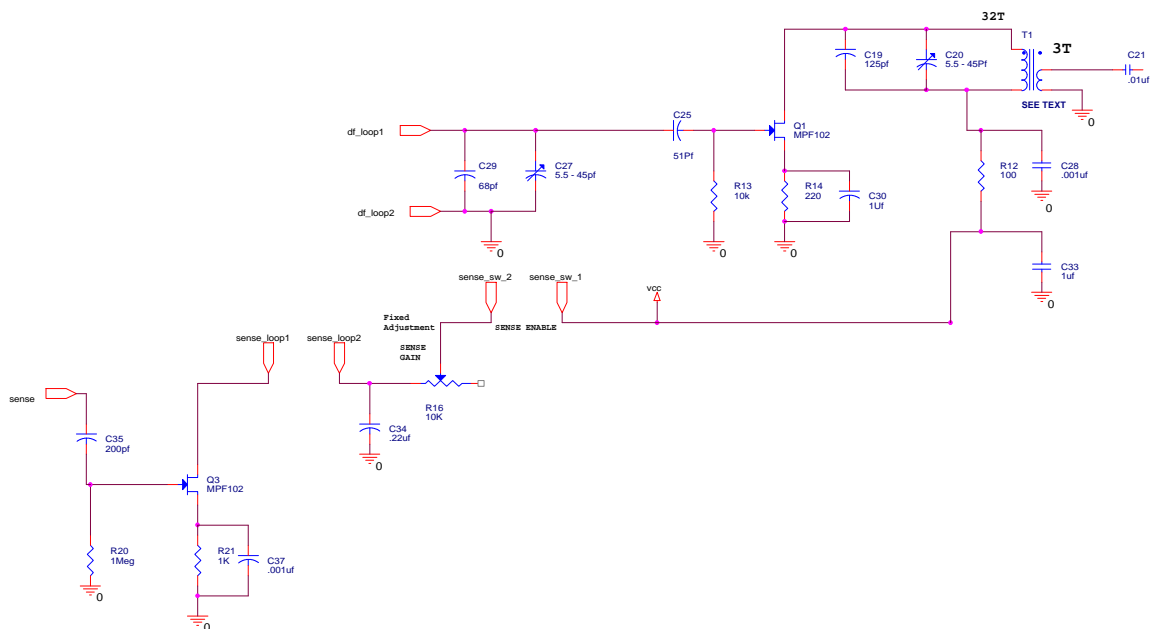 32T
T1
3T
C19
125pf
C20
5.5 - 45Pf
C21
.01uf
SEE TEXT
0
C25
51Pf
Q1
MPF102
df_loop1
C29
68pf
C27
5.5 - 45pf
R12
100
C28
.001uf
0
R13
10k
R14
220
C30
1Uf
df_loop2
0
0
0
C33
1uf
0
sense_sw_2
sense_sw_1
vcc
Fixed
Adjustment
SENSE ENABLE
sense_loop1
sense_loop2
SENSE
GAIN
sense
R16
10K
C34
.22uf
0
C35
200pf
Q3
MPF102
R20
1Meg
R21
1K
C37
.001uf
0
0